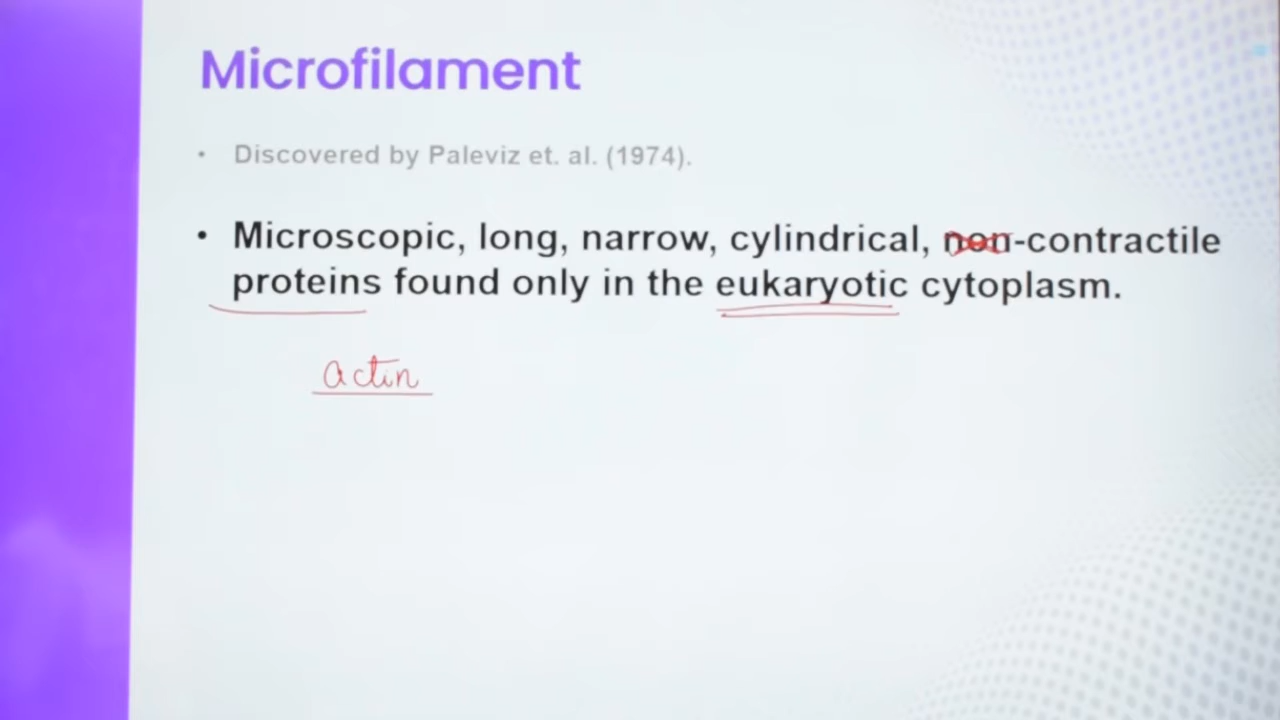 Microfilament
• Discovered by Paleviz et. al. (1974).
• Microscopic, long, narrow, cylindrical, non-contractile
proteins found only in the eukaryotic cytoplasm.
actin